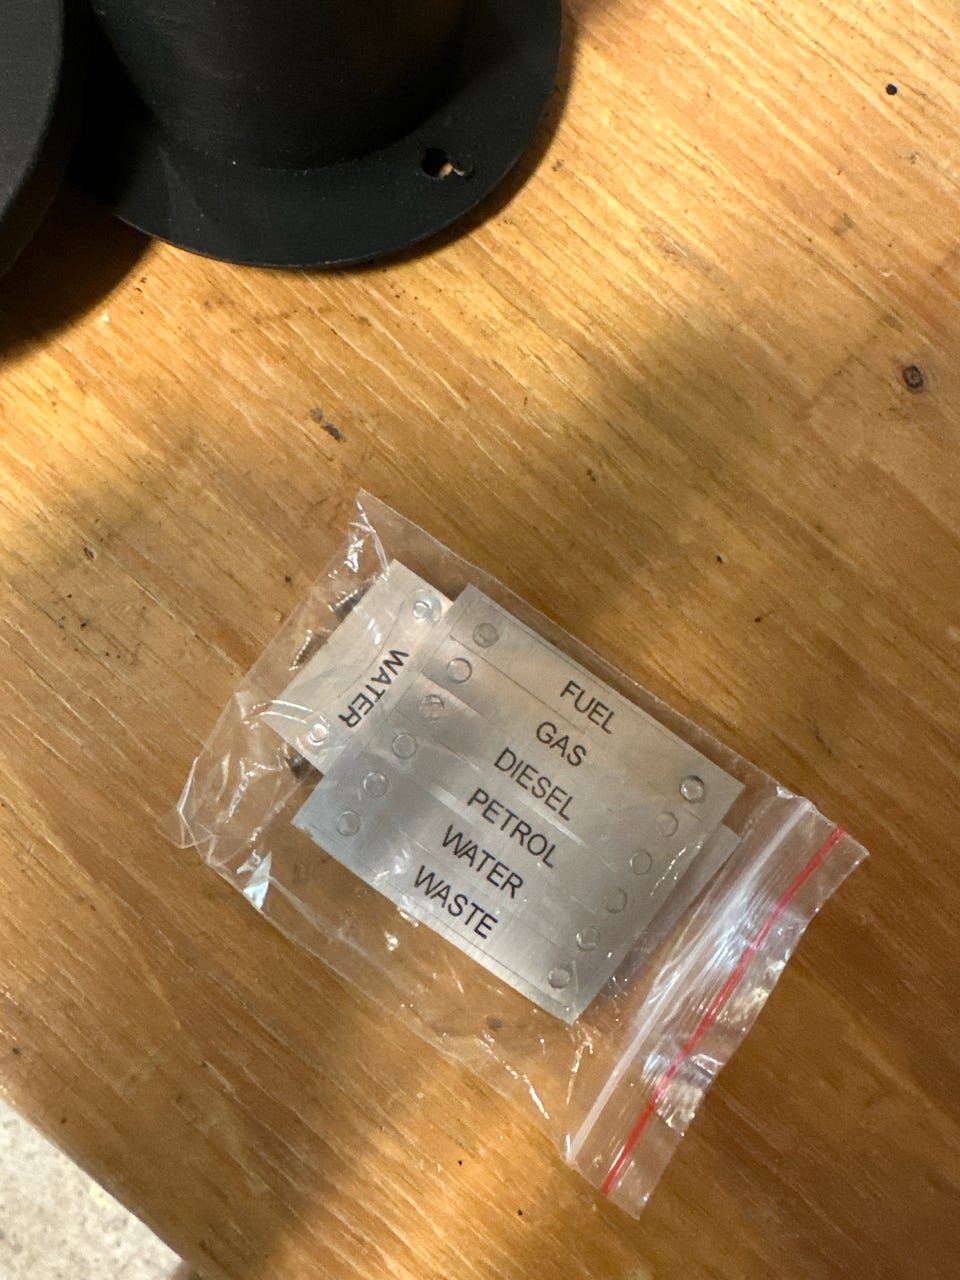 WATER
FUEL
GAS
DIESEL
PETROL
WATER
WASTE